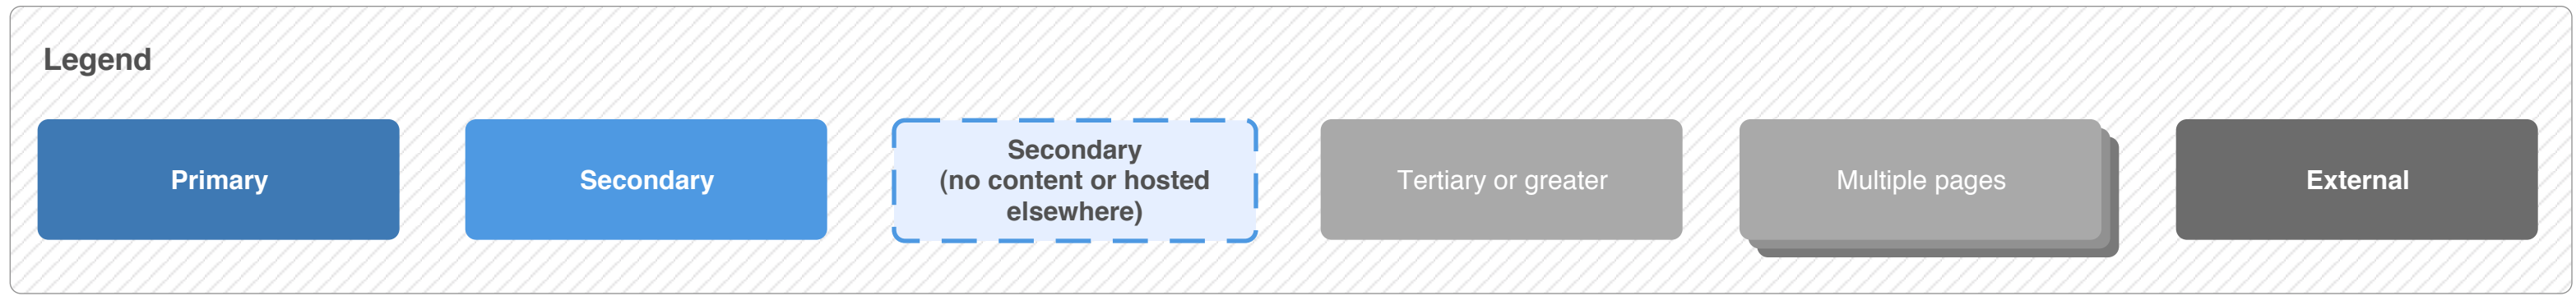 Legend
Primary
Secondary
Secondary
(no content or hosted
elsewhere)
Tertiary or greater
Multiple pages
External